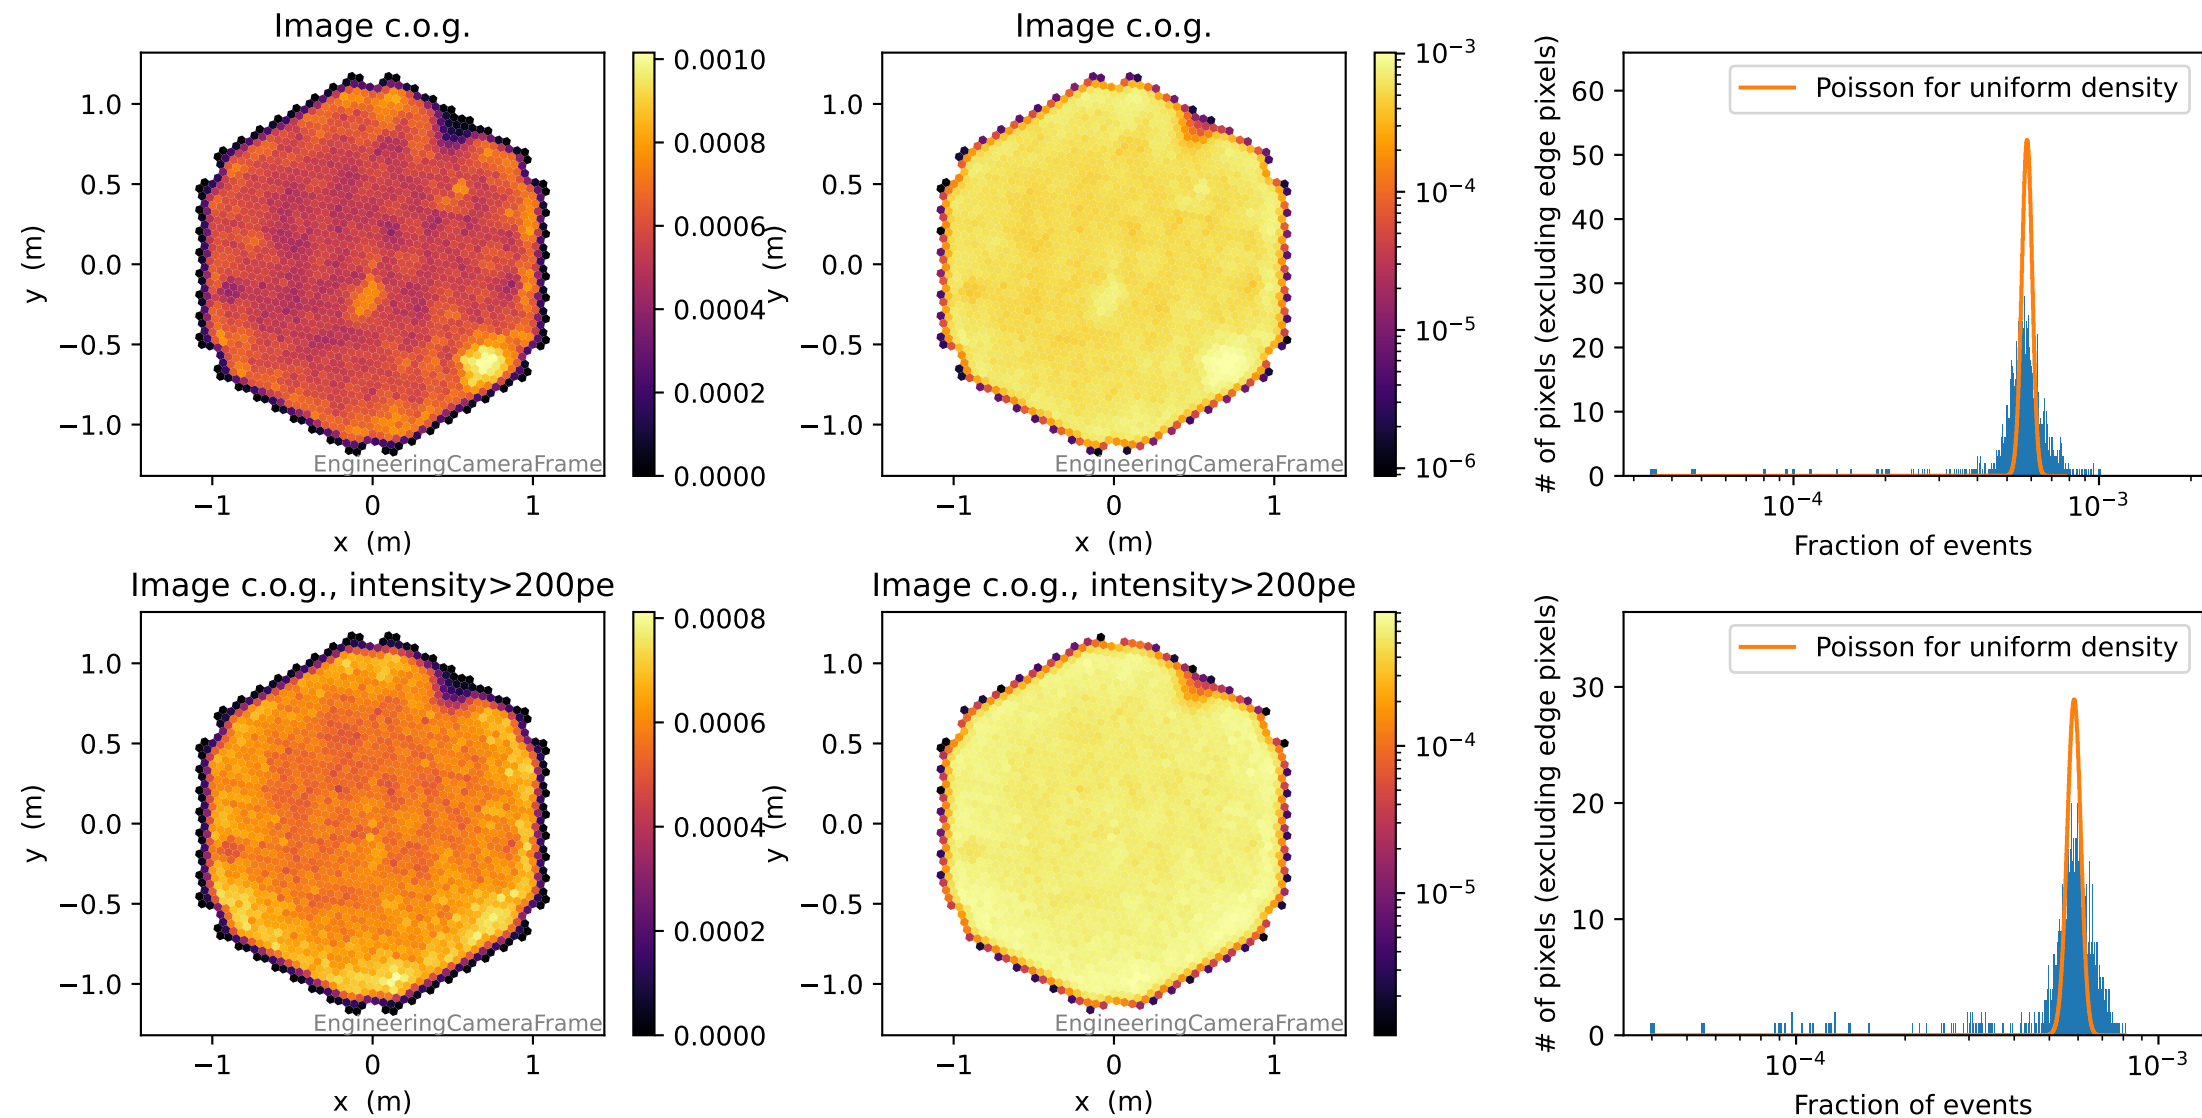 Image c.o.g.
y (m)
1.0
0.5
0.0
−0.5
−1.0
−1
0
1
x (m)
EngineeringCameraFrame
0.0010
0.0008
0.0006
0.0004
0.0002
0.0000
Image c.o.g.
y (m)
1.0
0.5
0.0
−0.5
−1.0
−1
0
1
x (m)
EngineeringCameraFrame
10⁻³
10⁻⁴
10⁻⁵
10⁻⁶
# of pixels (excluding edge pixels)
60
50
40
30
20
10
0
Poisson for uniform density
10⁻⁴
10⁻³
Fraction of events
Image c.o.g., intensity>200pe
y (m)
1.0
0.5
0.0
−0.5
−1.0
−1
0
1
x (m)
EngineeringCameraFrame
0.0008
0.0006
0.0004
0.0002
0.0000
Image c.o.g., intensity>200pe
y (m)
1.0
0.5
0.0
−0.5
−1.0
−1
0
1
x (m)
EngineeringCameraFrame
10⁻⁴
10⁻⁵
# of pixels (excluding edge pixels)
30
20
10
0
Poisson for uniform density
10⁻⁴
10⁻³
Fraction of events